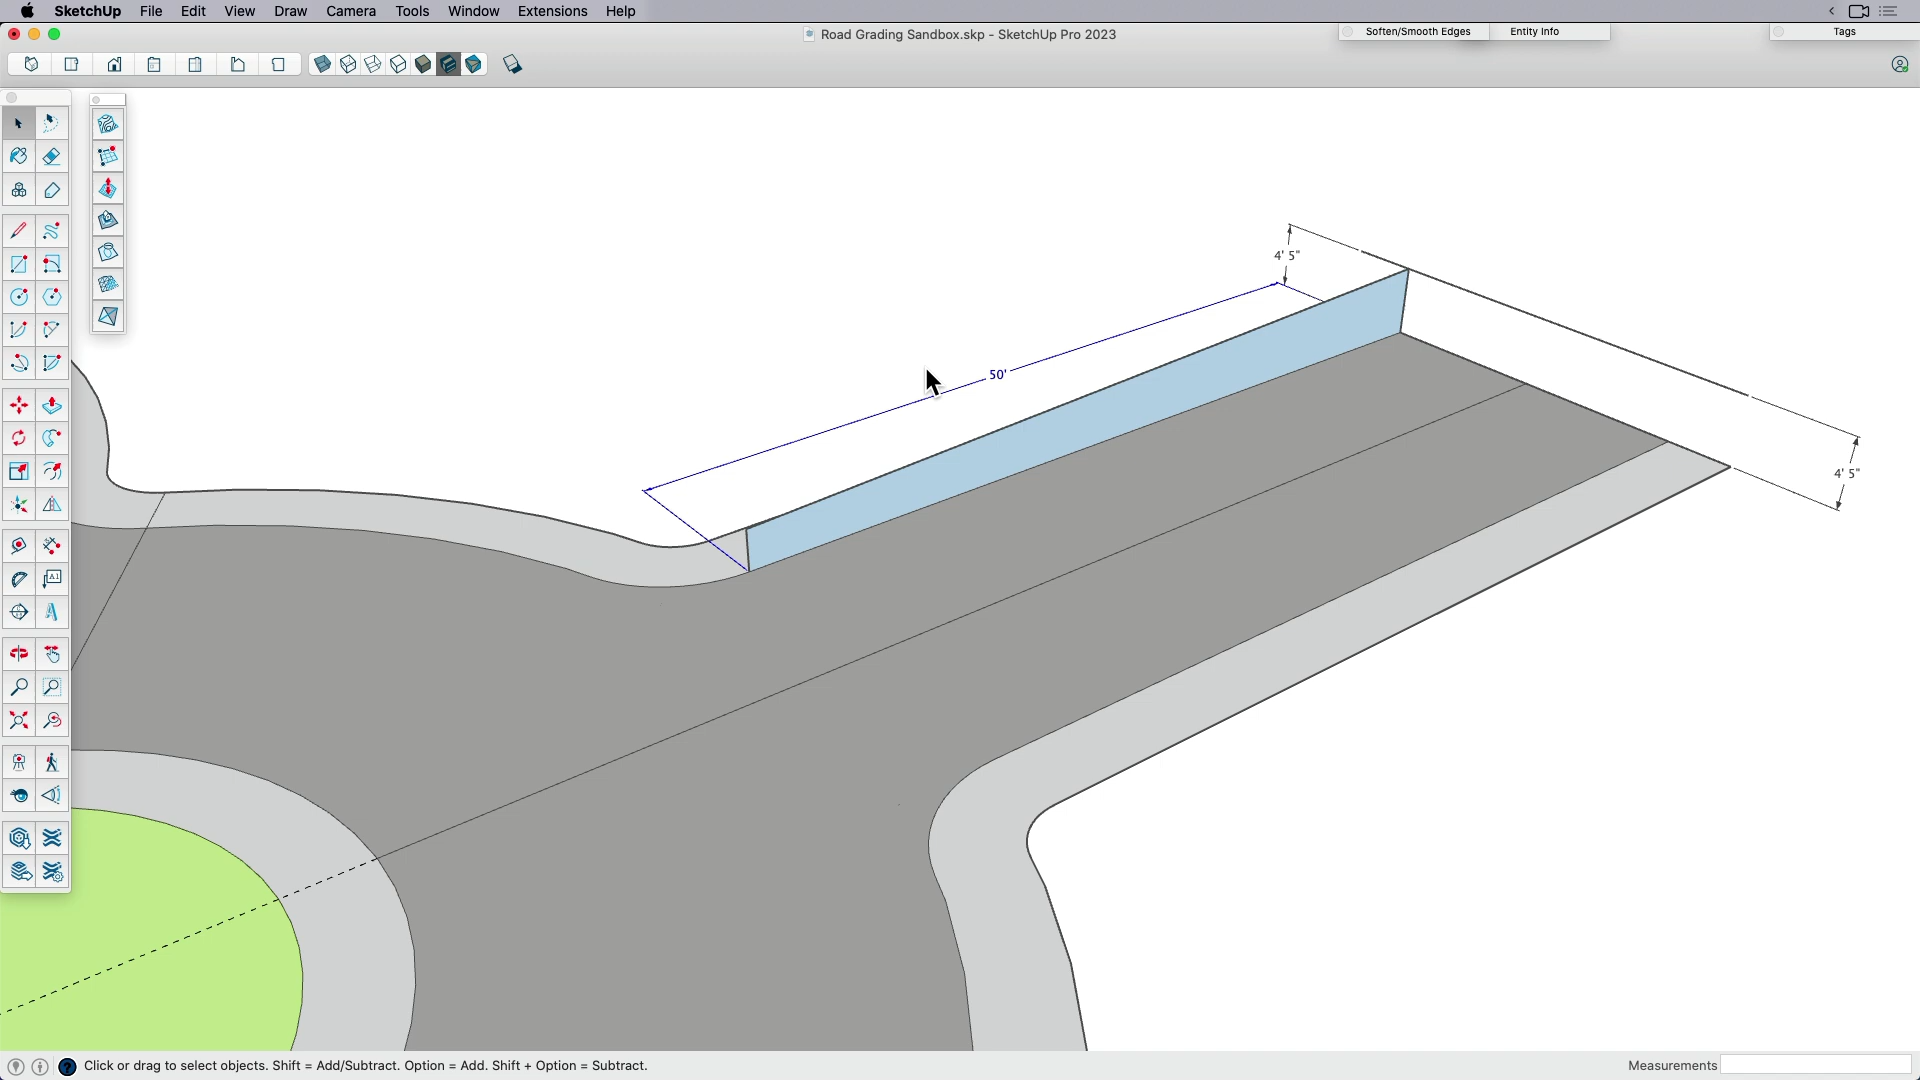 SketchUp File Edit View Draw Camera Tools Window Extensions Help
Road Grading Sandbox.skp - SketchUp Pro 2023
Soften/Smooth Edges
Entity Info
Tags
4' 5"
50'
4' 5"
A1
Click or drag to select objects. Shift = Add/Subtract. Option = Add. Shift + Option = Subtract.
Measurements